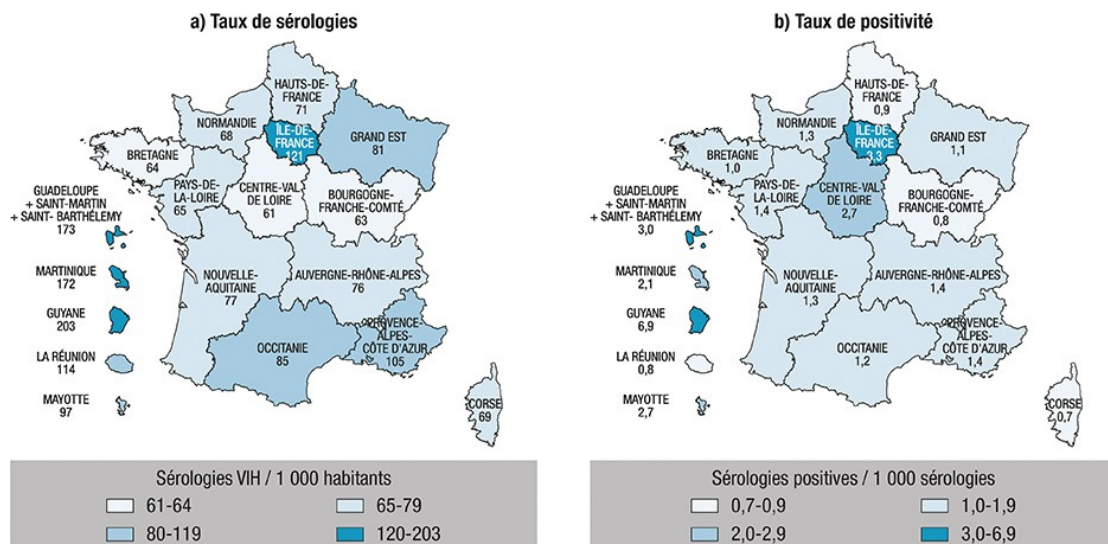 a) Taux de sérologies
HAUTS-DE-
FRANCE
71
NORMANDIE
68
ÎLE-DE-
FRANCE
121
GRAND EST
81
BRETAGNE
64
PAYS-DE-
LA-LOIRE
65
CENTRE-VAL
DE LOIRE
61
BOURGOGNE-
FRANCHE-COMTÉ
63
GUADELOUPE
+ SAINT-MARTIN
+ SAINT- BARTHÉLEMY
173
MARTINIQUE
172
GUYANE
203
LA RÉUNION
114
MAYOTTE
97
NOUVELLE-
AQUITAINE
77
AUVERGNE-RHÔNE-ALPES
76
OCCITANIE
85
PROVENCE-
ALPES-
CÔTE D'AZUR
105
CORSE
69
Sérologies VIH / 1 000 habitants
61-64
65-79
80-119
120-203
b) Taux de positivité
HAUTS-DE-
FRANCE
0,9
NORMANDIE
1,3
ÎLE-DE-
FRANCE
3,3
GRAND EST
1,1
BRETAGNE
1,0
PAYS-DE-
LA-LOIRE
1,4
CENTRE-VAL
DE LOIRE
2,7
BOURGOGNE-
FRANCHE-COMTÉ
0,8
GUADELOUPE
+ SAINT-MARTIN
+ SAINT- BARTHÉLEMY
3,0
MARTINIQUE
2,1
GUYANE
6,9
LA RÉUNION
0,8
MAYOTTE
2,7
NOUVELLE-
AQUITAINE
1,3
AUVERGNE-RHÔNE-ALPES
1,4
OCCITANIE
1,2
PROVENCE-
ALPES-
CÔTE D'AZUR
1,4
CORSE
0,7
Sérologies positives / 1 000 sérologies
0,7-0,9
1,0-1,9
2,0-2,9
3,0-6,9